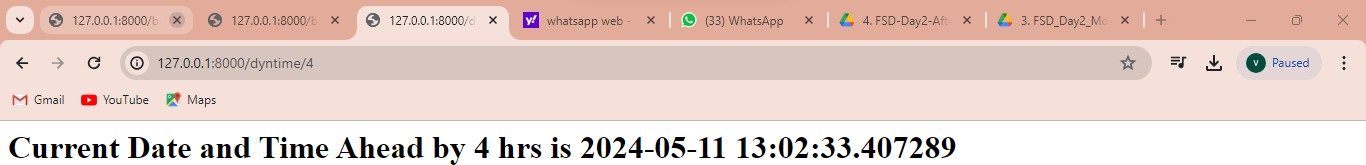 127.0.0.1:8000/b
127.0.0.1:8000/b
127.0.0.1:8000/d
whatsapp web -
(33) WhatsApp
4. FSD-Day2-Aft
3. FSD_Day2_Mo
127.0.0.1:8000/dyntime/4
V
Paused
Gmail
YouTube
Maps
Current Date and Time Ahead by 4 hrs is 2024-05-11 13:02:33.407289